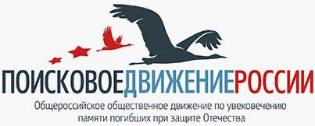 ПОИСКОВОЕДВИЖЕНИЕРОССИИ
Общероссийское общественное движение по увековечению
памяти погибших при защите Отечества